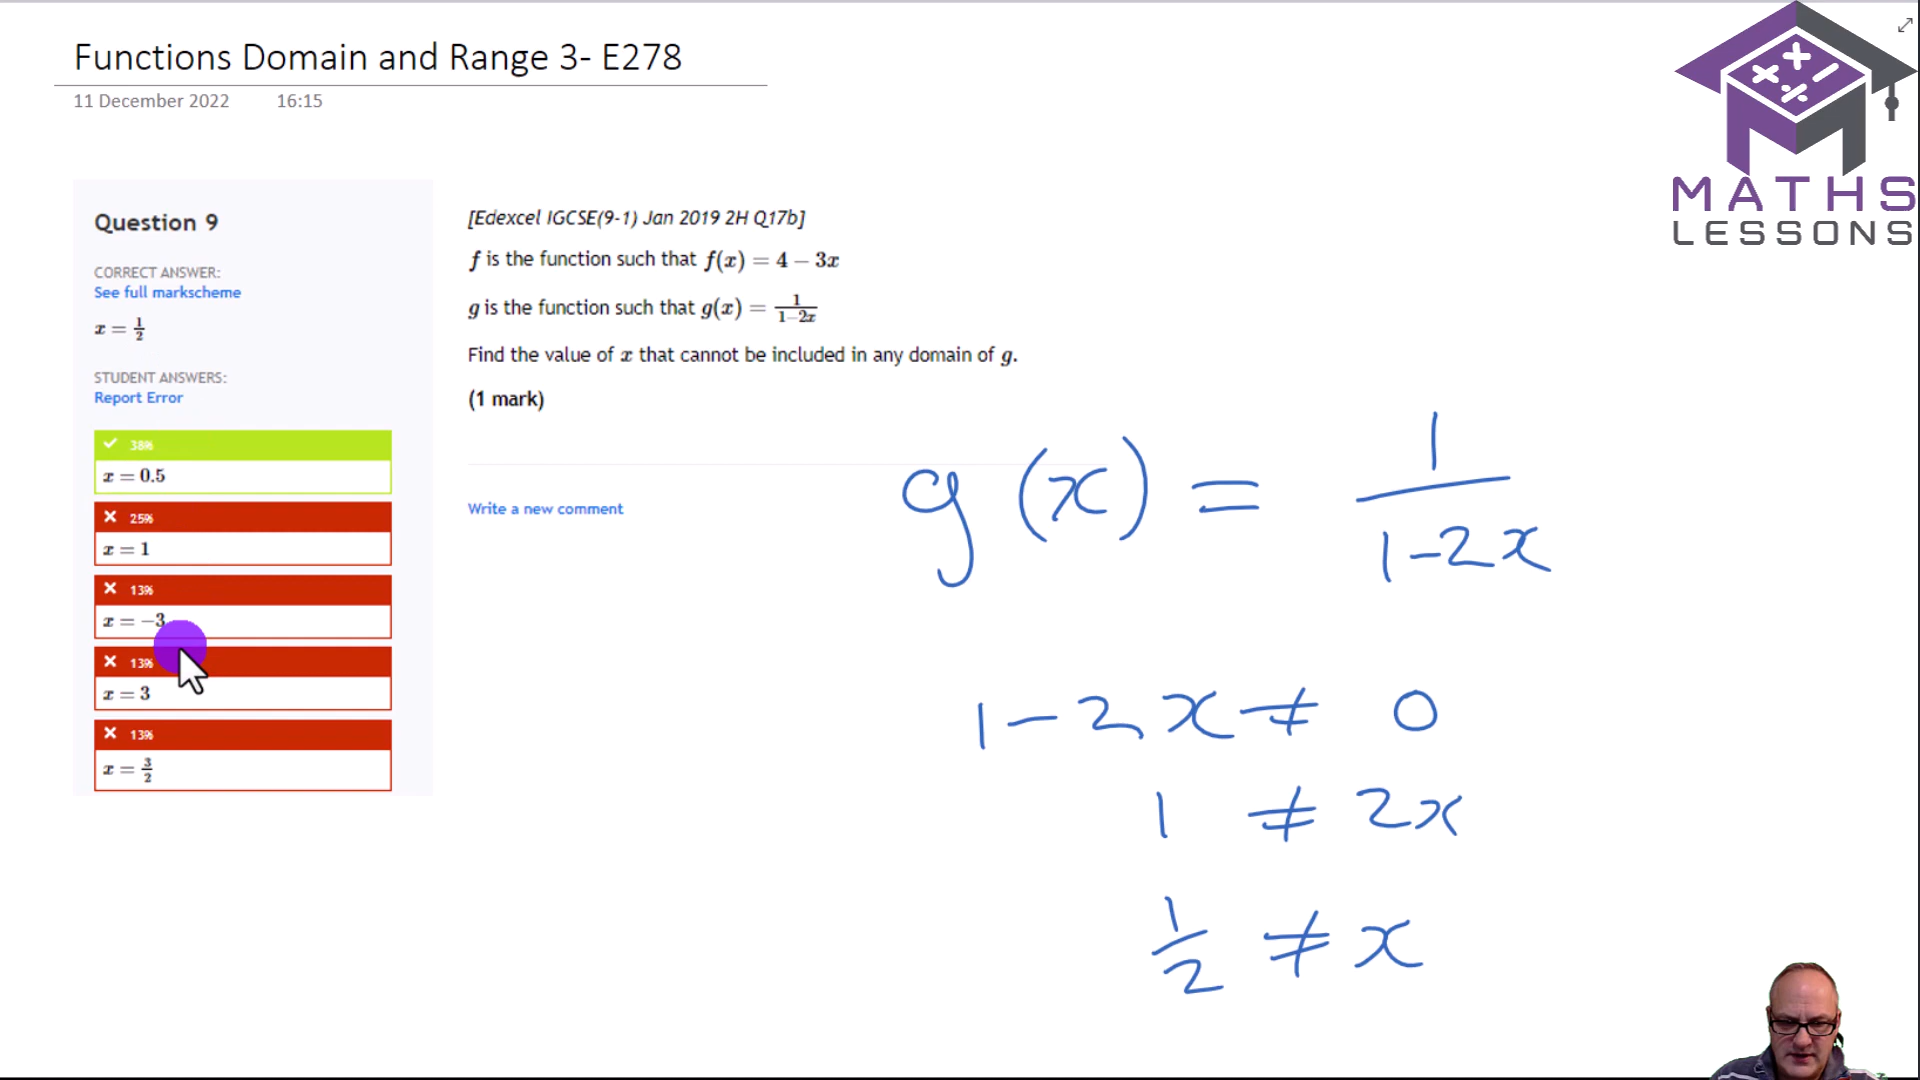 Functions Domain and Range 3- E278
11 December 2022 16:15
MATHS
LESSONS
Question 9
CORRECT ANSWER:
See full markscheme
x = 1/2
STUDENT ANSWERS:
Report Error
38%
x = 0.5
25%
x = 1
13%
x = −3
13%
x = 3
13%
x = 3/2
[Edexcel IGCSE(9-1) Jan 2019 2H Q17b]
f is the function such that f(x) = 4 − 3x
g is the function such that g(x) = 1/(1−2x)
Find the value of x that cannot be included in any domain of g.
(1 mark)
Write a new comment
g(x) = 1/(1-2x)
1 - 2x ≠ 0
1 ≠ 2x
1/2 ≠ x